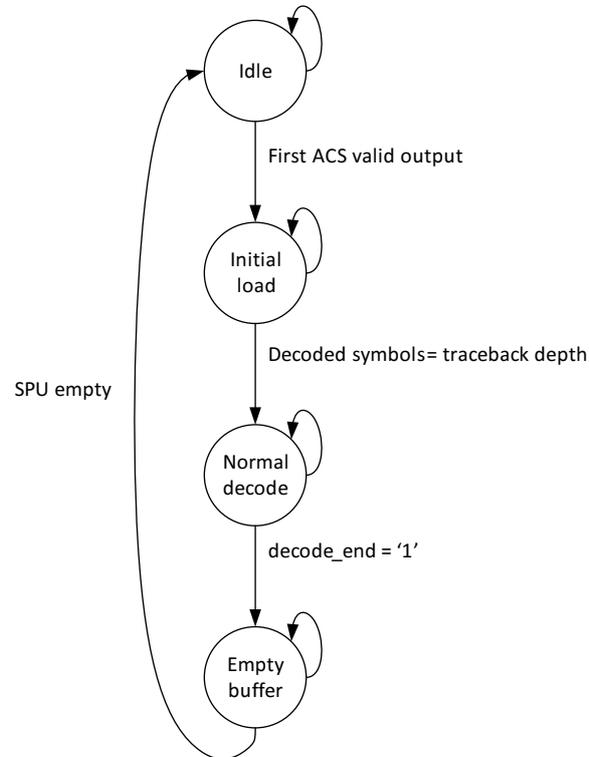 Idle
First ACS valid output
Initial
load
Decoded symbols= traceback depth
SPU empty
Normal
decode
decode_end = ‘1’
Empty
buffer